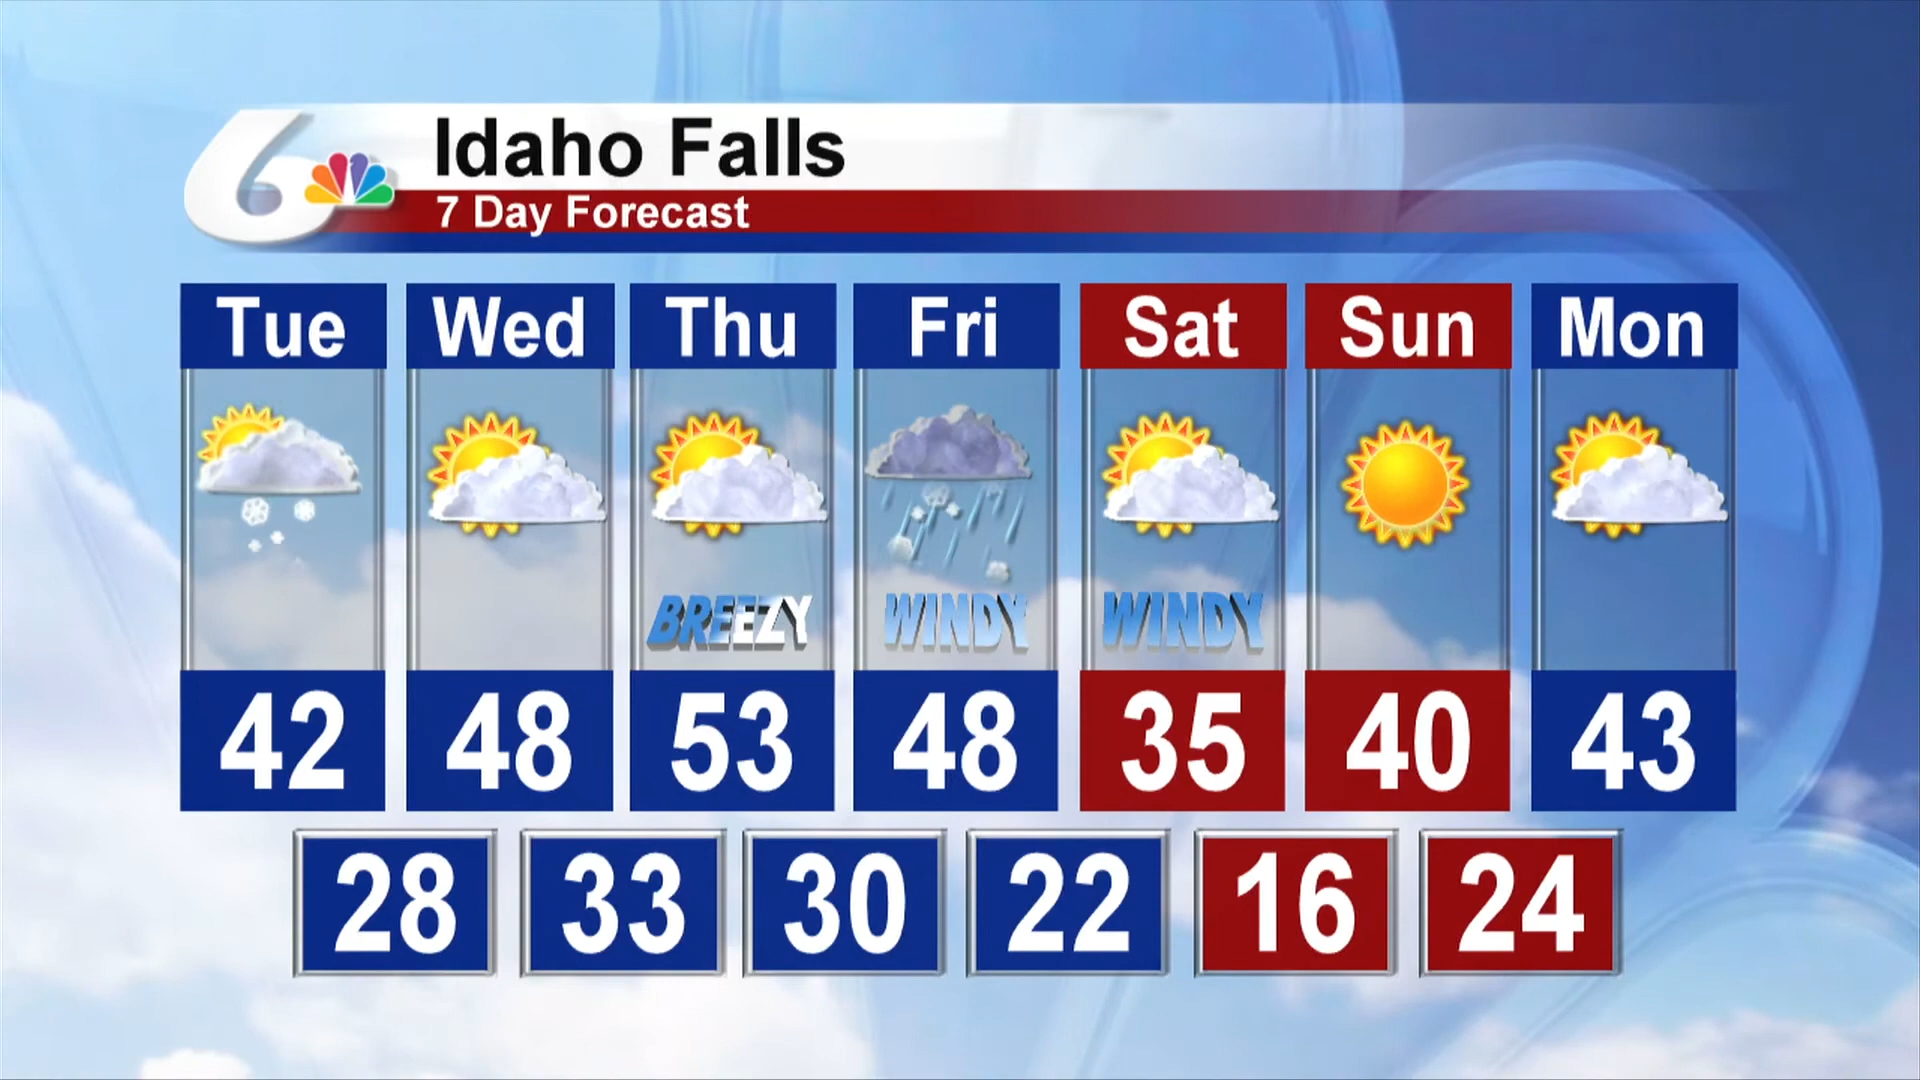 6
Idaho Falls
7 Day Forecast
Tue Wed Thu Fri Sat Sun Mon
BREEZY WINDY WINDY
42 48 53 48 35 40 43
28 33 30 22 16 24